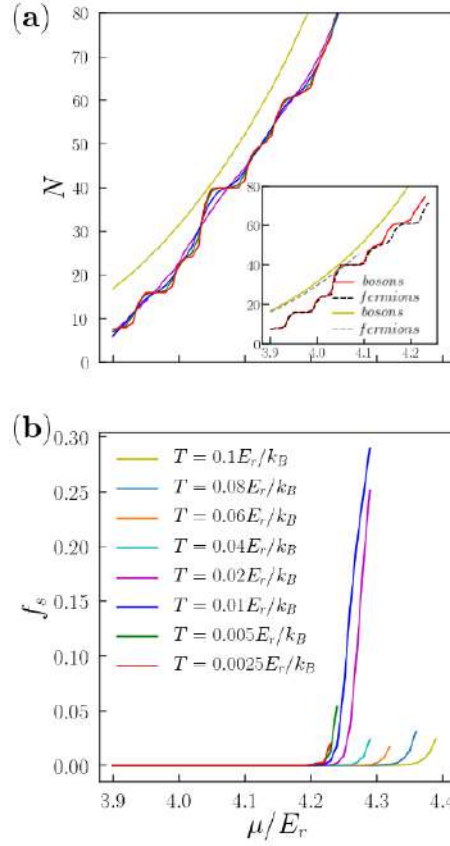 (a)
80
70
60
50
40
30
20
10
0
N
80
60
40
20
0
bosons
fermions
bosons
fermions
3.9 4.0 4.1 4.2
(b)
0.30
0.25
0.20
0.15
0.10
0.05
0.00
f_s
T = 0.1E_r/k_B
T = 0.08E_r/k_B
T = 0.06E_r/k_B
T = 0.04E_r/k_B
T = 0.02E_r/k_B
T = 0.01E_r/k_B
T = 0.005E_r/k_B
T = 0.0025E_r/k_B
3.9 4.0 4.1 4.2 4.3 4.4
μ/E_r